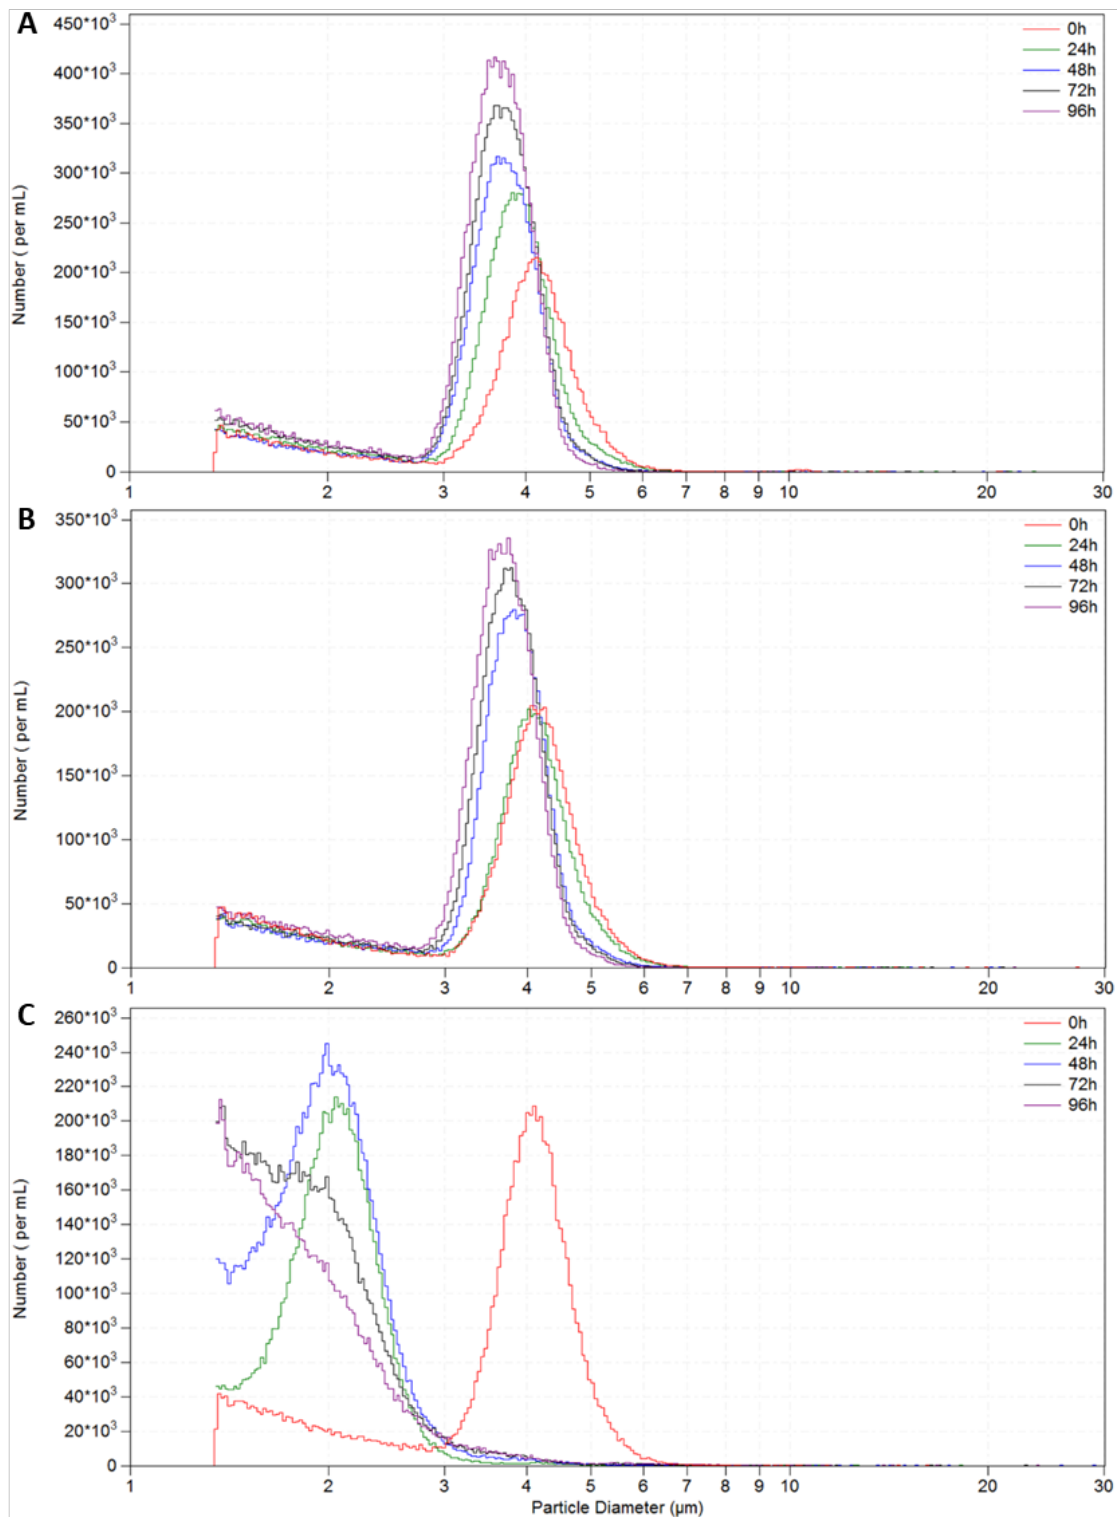 A
450*10³
400*10³
350*10³
300*10³
250*10³
200*10³
150*10³
100*10³
50*10³
0
Number ( per mL)
0h
24h
48h
72h
96h
1 2 3 4 5 6 7 8 9 10 20 30
B
350*10³
300*10³
250*10³
200*10³
150*10³
100*10³
50*10³
0
Number ( per mL)
0h
24h
48h
72h
96h
1 2 3 4 5 6 7 8 9 10 20 30
C
260*10³
240*10³
220*10³
200*10³
180*10³
160*10³
140*10³
120*10³
100*10³
80*10³
60*10³
40*10³
20*10³
0
Number ( per mL)
0h
24h
48h
72h
96h
1 2 3 4 5 6 7 8 9 10 20 30
Particle Diameter (µm)